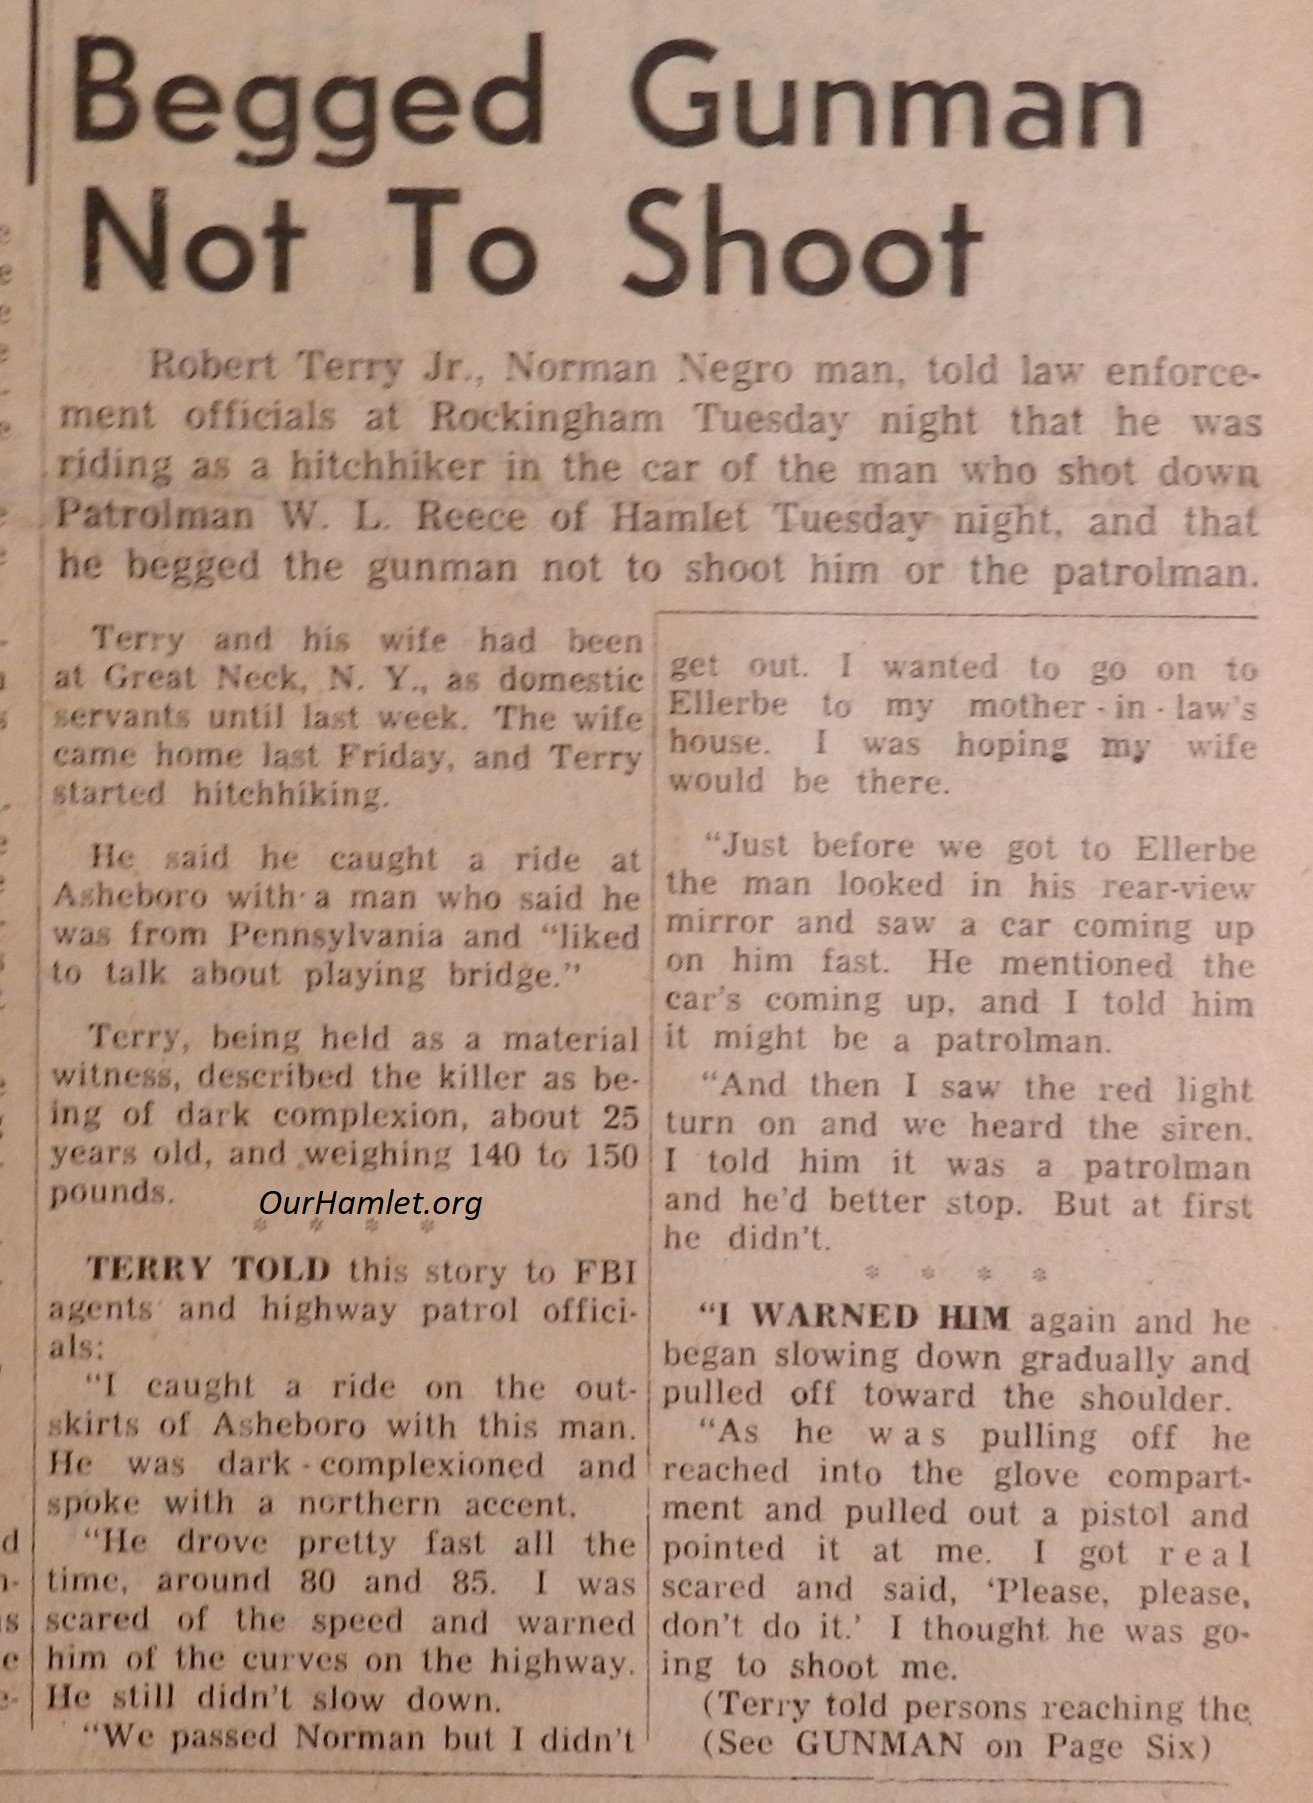 Begged Gunman
Not To Shoot
Robert Terry Jr., Norman Negro man, told law enforce-
ment officials at Rockingham Tuesday night that he was
riding as a hitchhiker in the car of the man who shot down
Patrolman W. L. Reece of Hamlet Tuesday night, and that
he begged the gunman not to shoot him or the patrolman.
Terry and his wife had been
at Great Neck, N. Y., as domestic
servants until last week. The wife
came home last Friday, and Terry
started hitchhiking.
He said he caught a ride at
Asheboro with a man who said he
was from Pennsylvania and “liked
to talk about playing bridge.”
Terry, being held as a material
witness, described the killer as be-
ing of dark complexion, about 25
years old, and weighing 140 to 150
pounds.
OurHamlet.org
* * * *
TERRY TOLD this story to FBI
agents and highway patrol offici-
als:
“I caught a ride on the out-
skirts of Asheboro with this man.
He was dark-complexioned and
spoke with a northern accent.
“He drove pretty fast all the
time, around 80 and 85. I was
scared of the speed and warned
him of the curves on the highway.
He still didn't slow down.
“We passed Norman but I didn't
get out. I wanted to go on to
Ellerbe to my mother-in-law's
house. I was hoping my wife
would be there.
“Just before we got to Ellerbe
the man looked in his rear-view
mirror and saw a car coming up
on him fast. He mentioned the
car's coming up, and I told him
it might be a patrolman.
“And then I saw the red light
turn on and we heard the siren.
I told him it was a patrolman
and he'd better stop. But at first
he didn't.
* * * *
“I WARNED HIM again and he
began slowing down gradually and
pulled off toward the shoulder.
“As he was pulling off he
reached into the glove compart-
ment and pulled out a pistol and
pointed it at me. I got real
scared and said, ‘Please, please,
don't do it.’ I thought he was go-
ing to shoot me.
(Terry told persons reaching the
(See GUNMAN on Page Six)